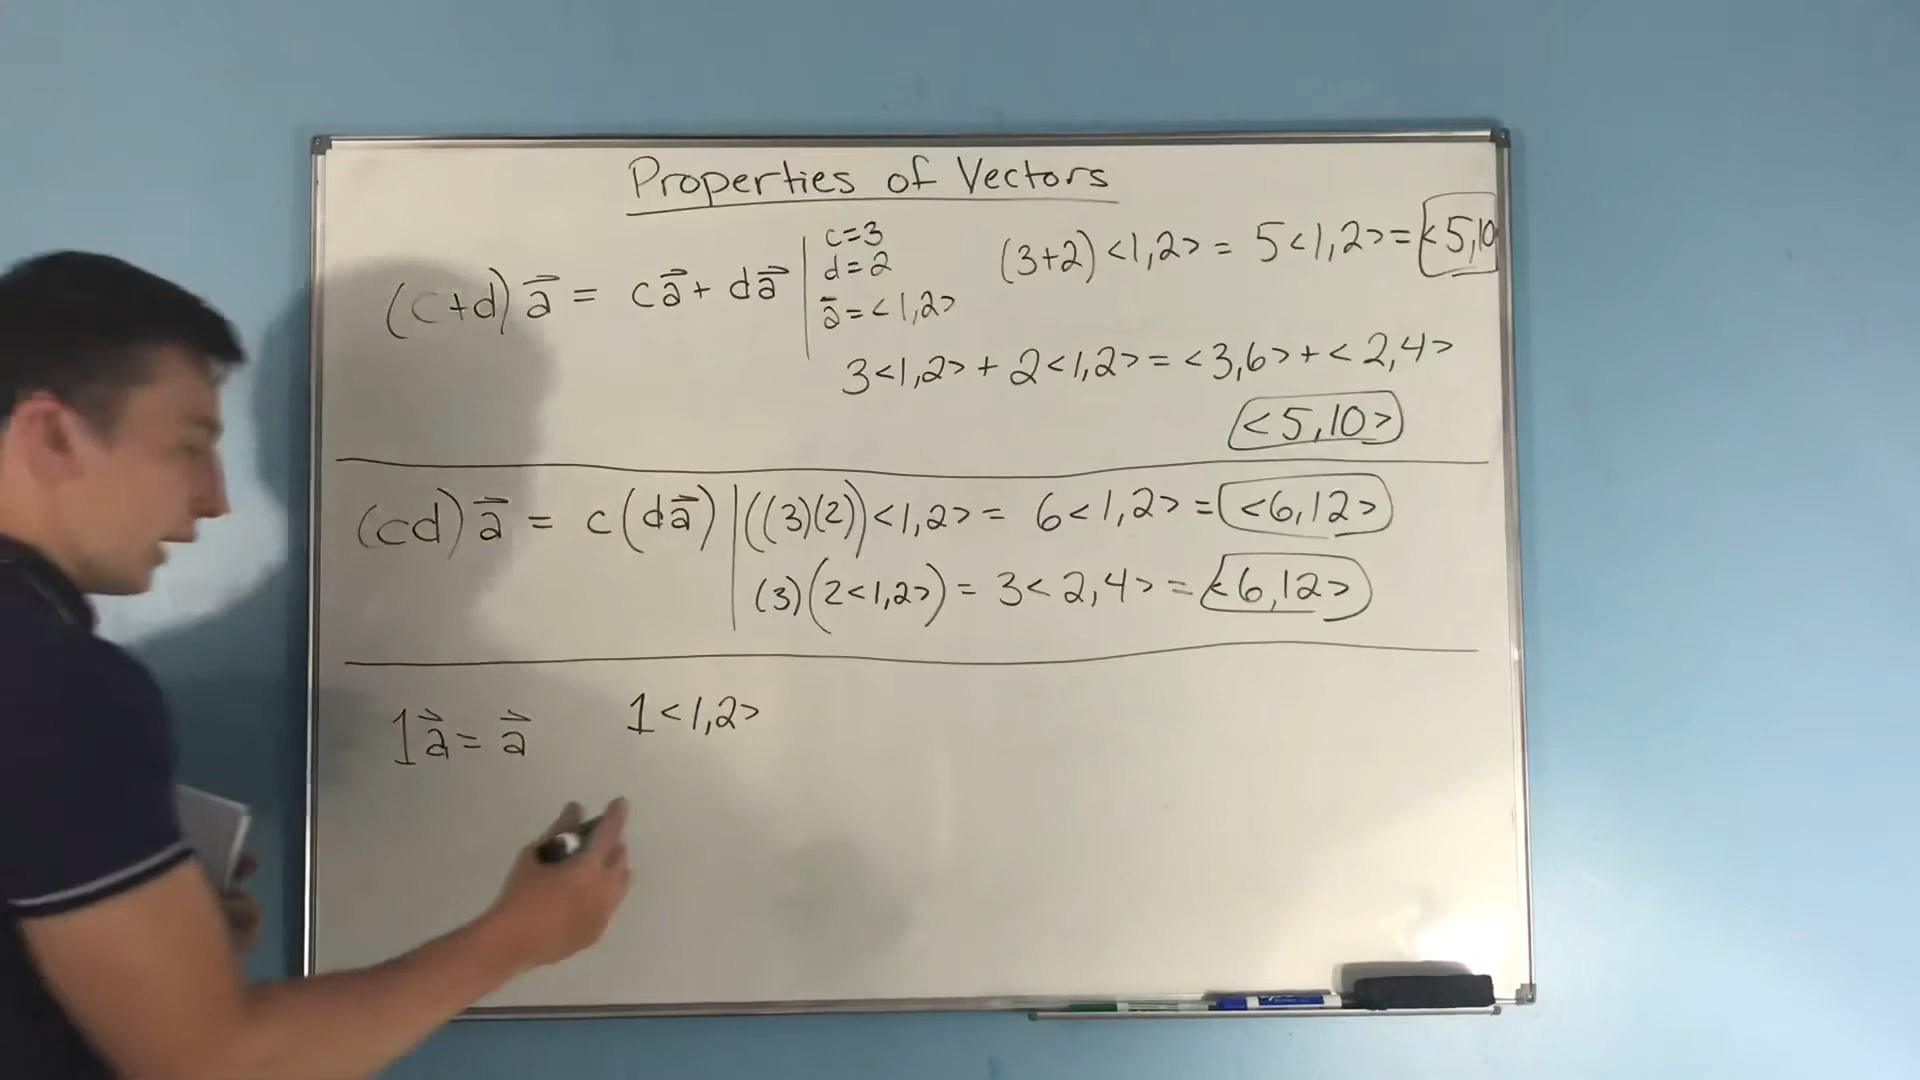 Properties of Vectors
(c+d)a⃗ = ca⃗ + da⃗
c=3
d=2
a̅=<1,2>
(3+2)<1,2> = 5<1,2> = <5,10
3<1,2> + 2<1,2> = <3,6> + <2,4>
<5,10>
(cd)a⃗ = c(da⃗) | ((3)(2))<1,2> = 6<1,2> = <6,12>
(3)(2<1,2>) = 3<2,4> = <6,12>
1a⃗ = a⃗ 1<1,2>